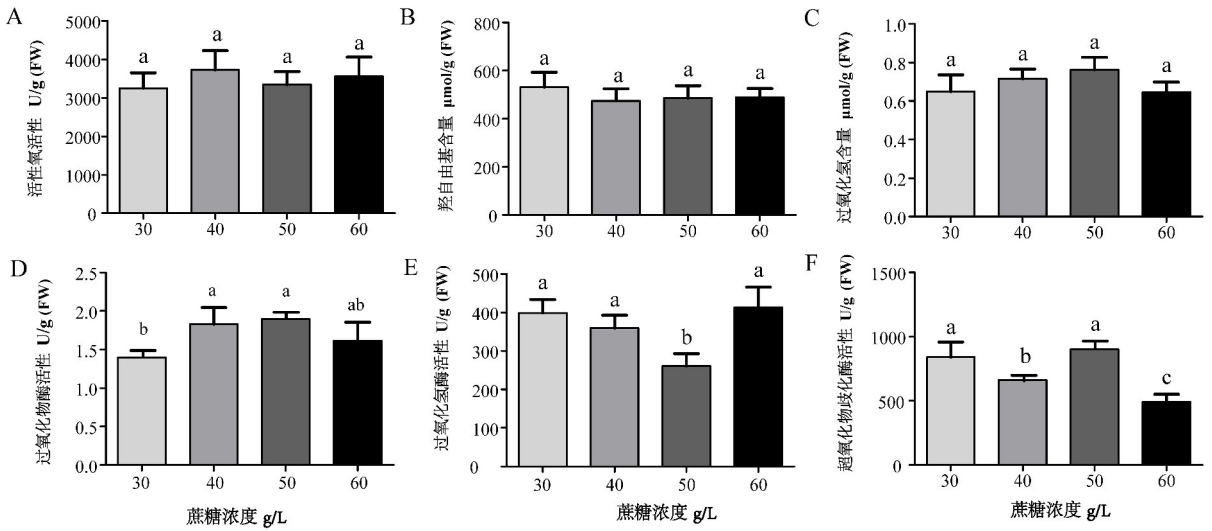 A
活性氧活性 U/g (FW)
5000
4000
3000
2000
1000
0
a
a
a
a
30
40
50
60
B
羟自由基含量 μmol/g (FW)
800
600
400
200
0
a
a
a
a
30
40
50
60
C
过氧化氢含量 μmol/g (FW)
0.8
0.6
0.4
0.2
0.0
a
a
a
a
30
40
50
60
D
过氧化物酶活性 U/g (FW)
2.5
2.0
1.5
1.0
0.5
0.0
b
a
a
ab
30
40
50
60
蔗糖浓度 g/L
E
过氧化氢酶活性 U/g (FW)
400
300
200
100
0
a
a
b
a
30
40
50
60
蔗糖浓度 g/L
F
超氧化物歧化酶活性 U/g (FW)
1500
1000
500
0
a
b
a
c
30
40
50
60
蔗糖浓度 g/L